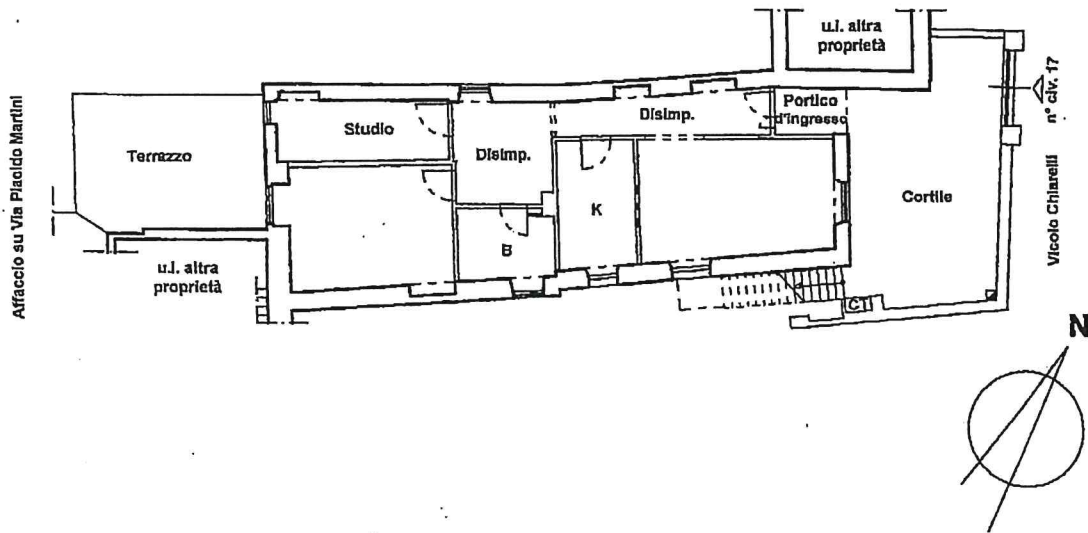 u.i. altra
proprietà
Affaccio su Via Placido Martini
Terrazzo
Studio
Disimp.
Disimp.
Portico
d'ingresso
n° civ. 17
Vicolo Chiarelli
Cortile
K
B
u.i. altra
proprietà
C
N